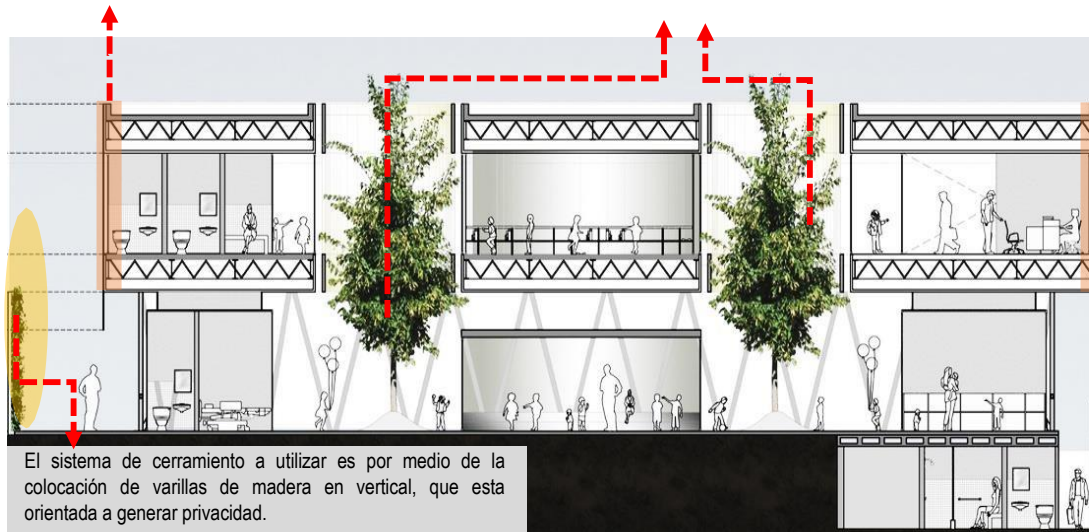 El sistema de cerramiento a utilizar es por medio de la
colocación de varillas de madera en vertical, que esta
orientada a generar privacidad.